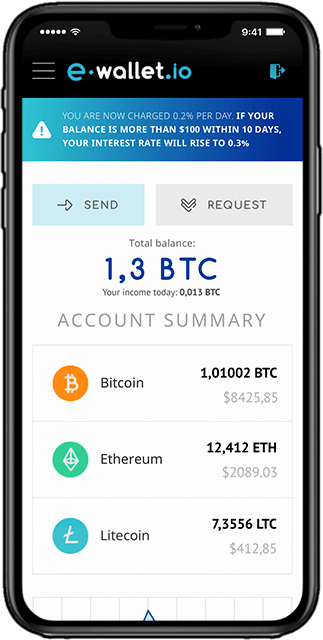 9:41
e-wallet.io
YOU ARE NOW CHARGED 0.2% PER DAY. IF YOUR
BALANCE IS MORE THAN $100 WITHIN 10 DAYS,
YOUR INTEREST RATE WILL RISE TO 0.3%
SEND
REQUEST
Total balance:
1,3 BTC
Your income today: 0,013 BTC
ACCOUNT SUMMARY
Bitcoin
1,01002 BTC
$8425,85
Ethereum
12,412 ETH
$2089.03
Litecoin
7,3556 LTC
$412,85